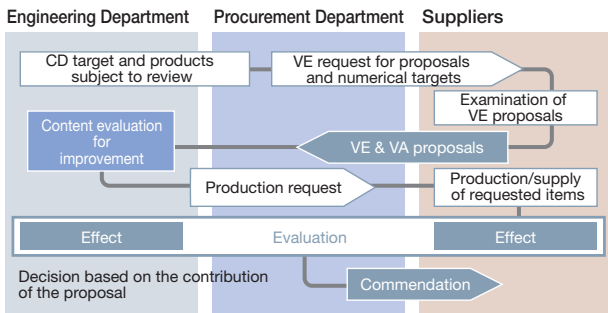 Engineering Department
Procurement Department
Suppliers
CD target and products
subject to review
VE request for proposals
and numerical targets
Examination of
VE proposals
Content evaluation
for
improvement
VE & VA proposals
Production request
Production/supply
of requested items
Effect
Evaluation
Effect
Decision based on the contribution
of the proposal
Commendation